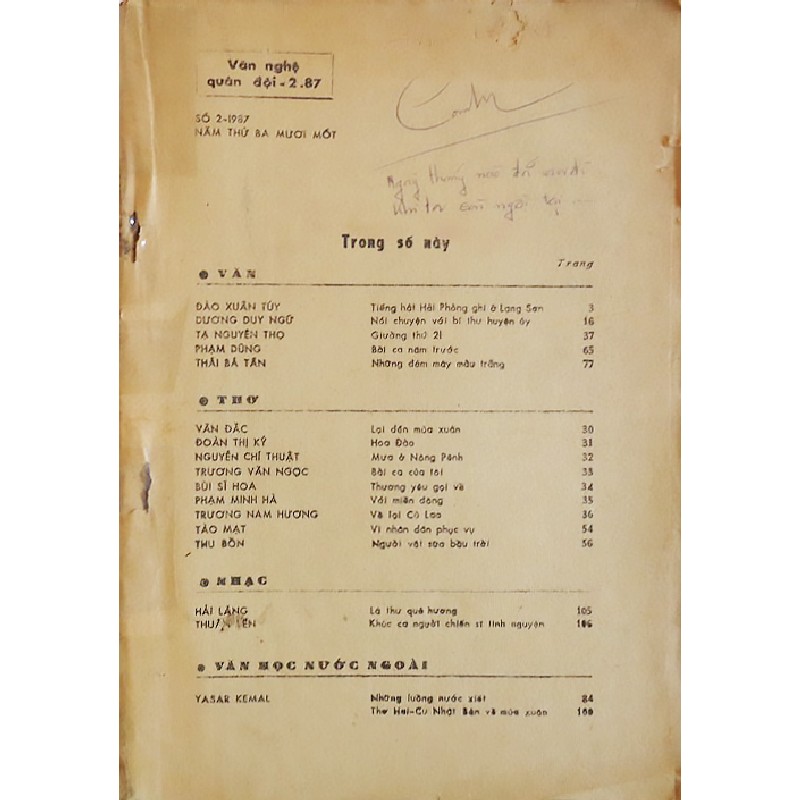 Văn nghệ
quân đội - 2.87
SỐ 2-1987
NĂM THỨ BA MƯƠI MỐT
Trong số này
Trang
VĂN
ĐÀO XUÂN TÙY Tiếng hát Hải Phòng ghi ở Lạng Sơn 3
DƯƠNG DUY NGỮ Nói chuyện với bí thư huyện ủy 16
TẠ NGUYÊN THỌ Giường thứ 21 37
PHẠM DŨNG Bài ca năm trước 65
THÁI BÁ TÂN Những đám mây màu trắng 77
THƠ
VĂN ĐẮC Lại đến mùa xuân 30
ĐOÀN THỊ KÝ Hoa Đào 31
NGUYỄN CHÍ THUẬT Mưa ở Nông Pênh 32
TRƯƠNG VĂN NGỌC Bài ca của tôi 33
BÙI SĨ HOA Thương yêu gọi về 34
PHẠM MINH HÀ Với miền đông 35
TRƯƠNG NAM HƯƠNG Về lại Cù Lao 36
TÀO MẠT Vì nhân dân phục vụ 54
THU BỒN Người vắt sữa bầu trời 56
NHẠC
HẢI LĂNG Lá thư quê hương 105
YẾN Khúc ca người chiến sĩ tình nguyện 106
VĂN HỌC NƯỚC NGOÀI
YASAR KEMAL Những luồng nước xiết 84
Thơ Hai-Cu Nhật Bản về mùa xuân 100